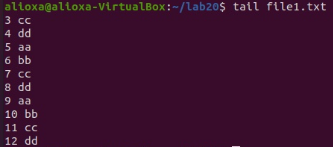 alioxa@alioxa-VirtualBox:~/lab20$ tail file1.txt
3 cc
4 dd
5 aa
6 bb
7 cc
8 dd
9 aa
10 bb
11 cc
12 dd